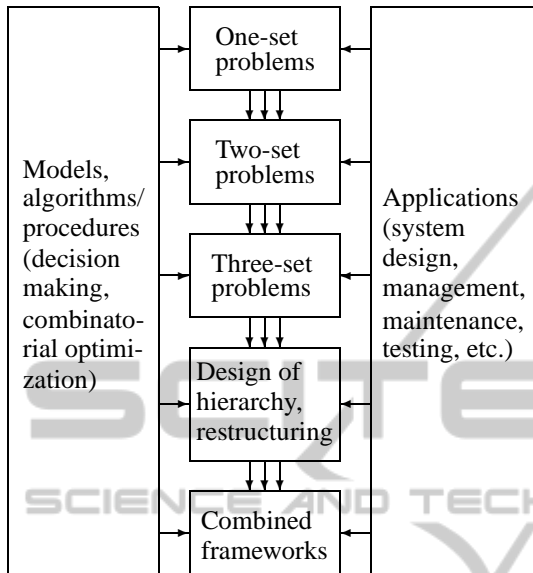 One-set
problems
Two-set
problems
Three-set
problems
Design of
hierarchy,
restructuring
Combined
frameworks
Models,
algorithms/
procedures
(decision
making,
combinato-
rial optimi-
zation)
Applications
(system
design,
management,
maintenance,
testing, etc.)
SCITE
SCIENCE AND TECH